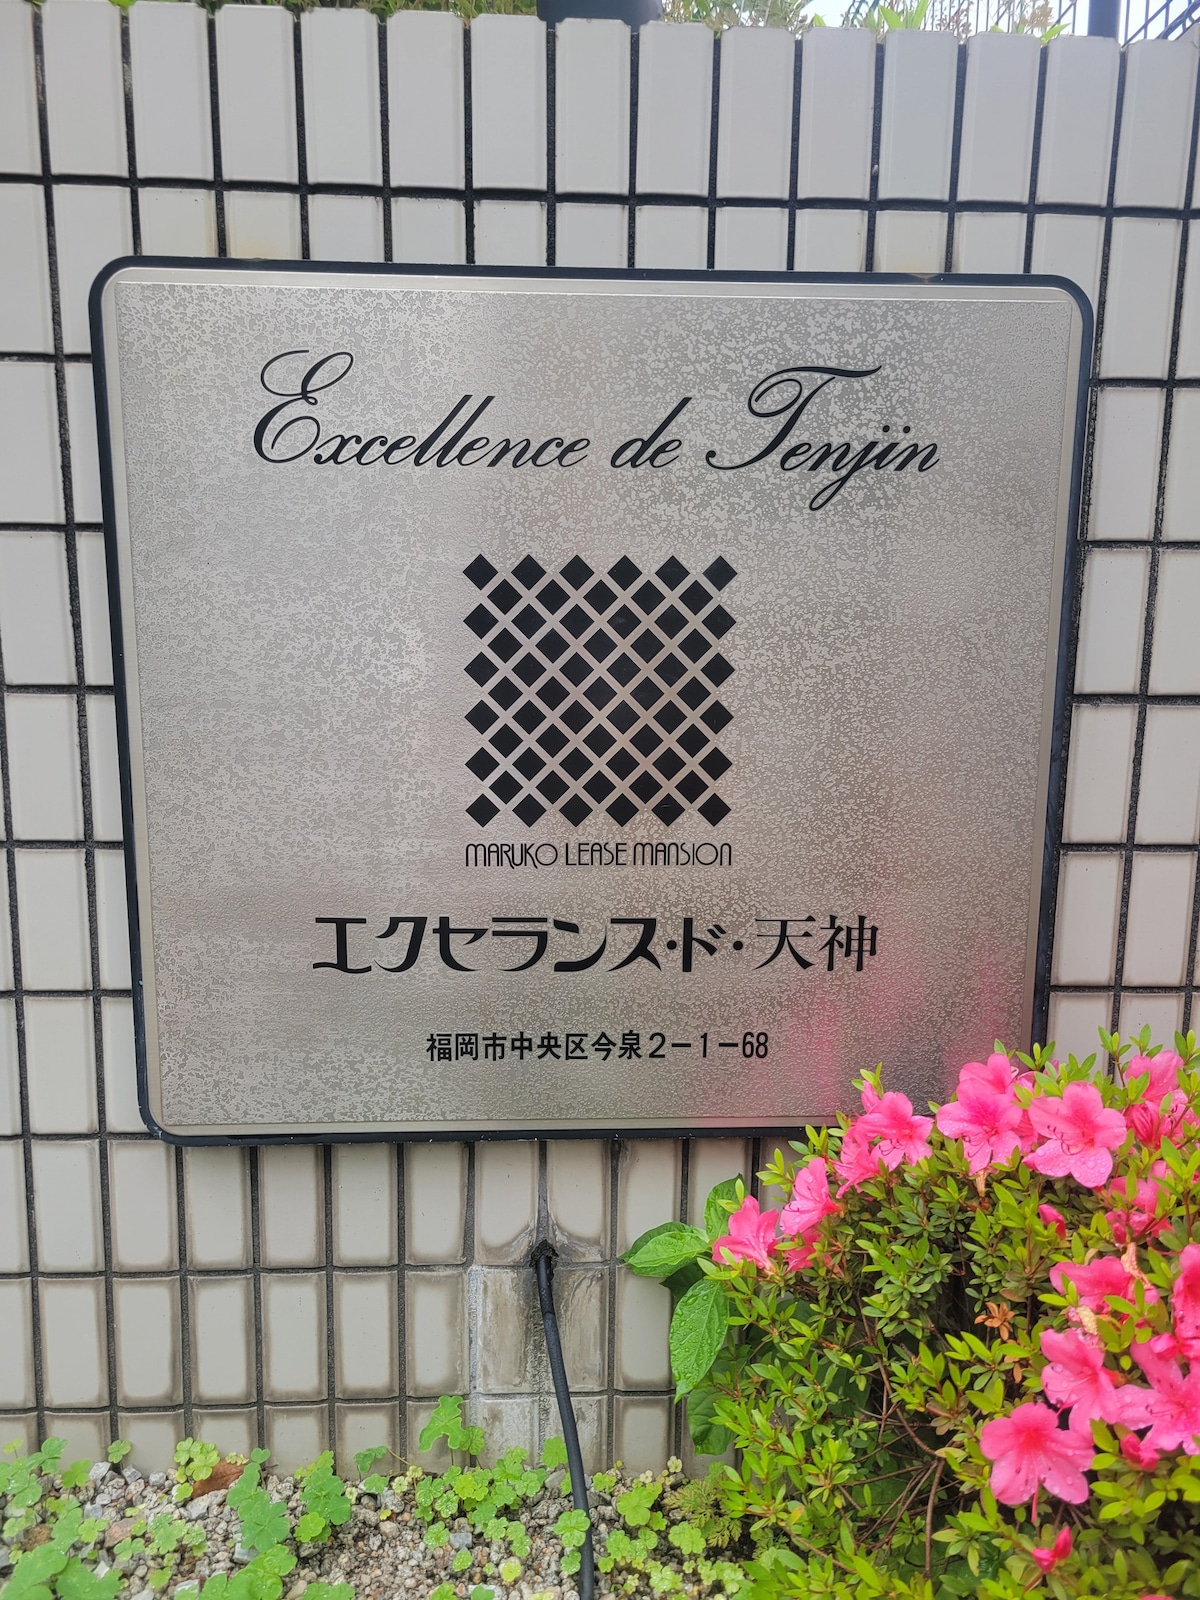 Excellence de Tenjin
MARUKO LEASE MANSION
エクセランス・ド・天神
福岡市中央区今泉2-1-68